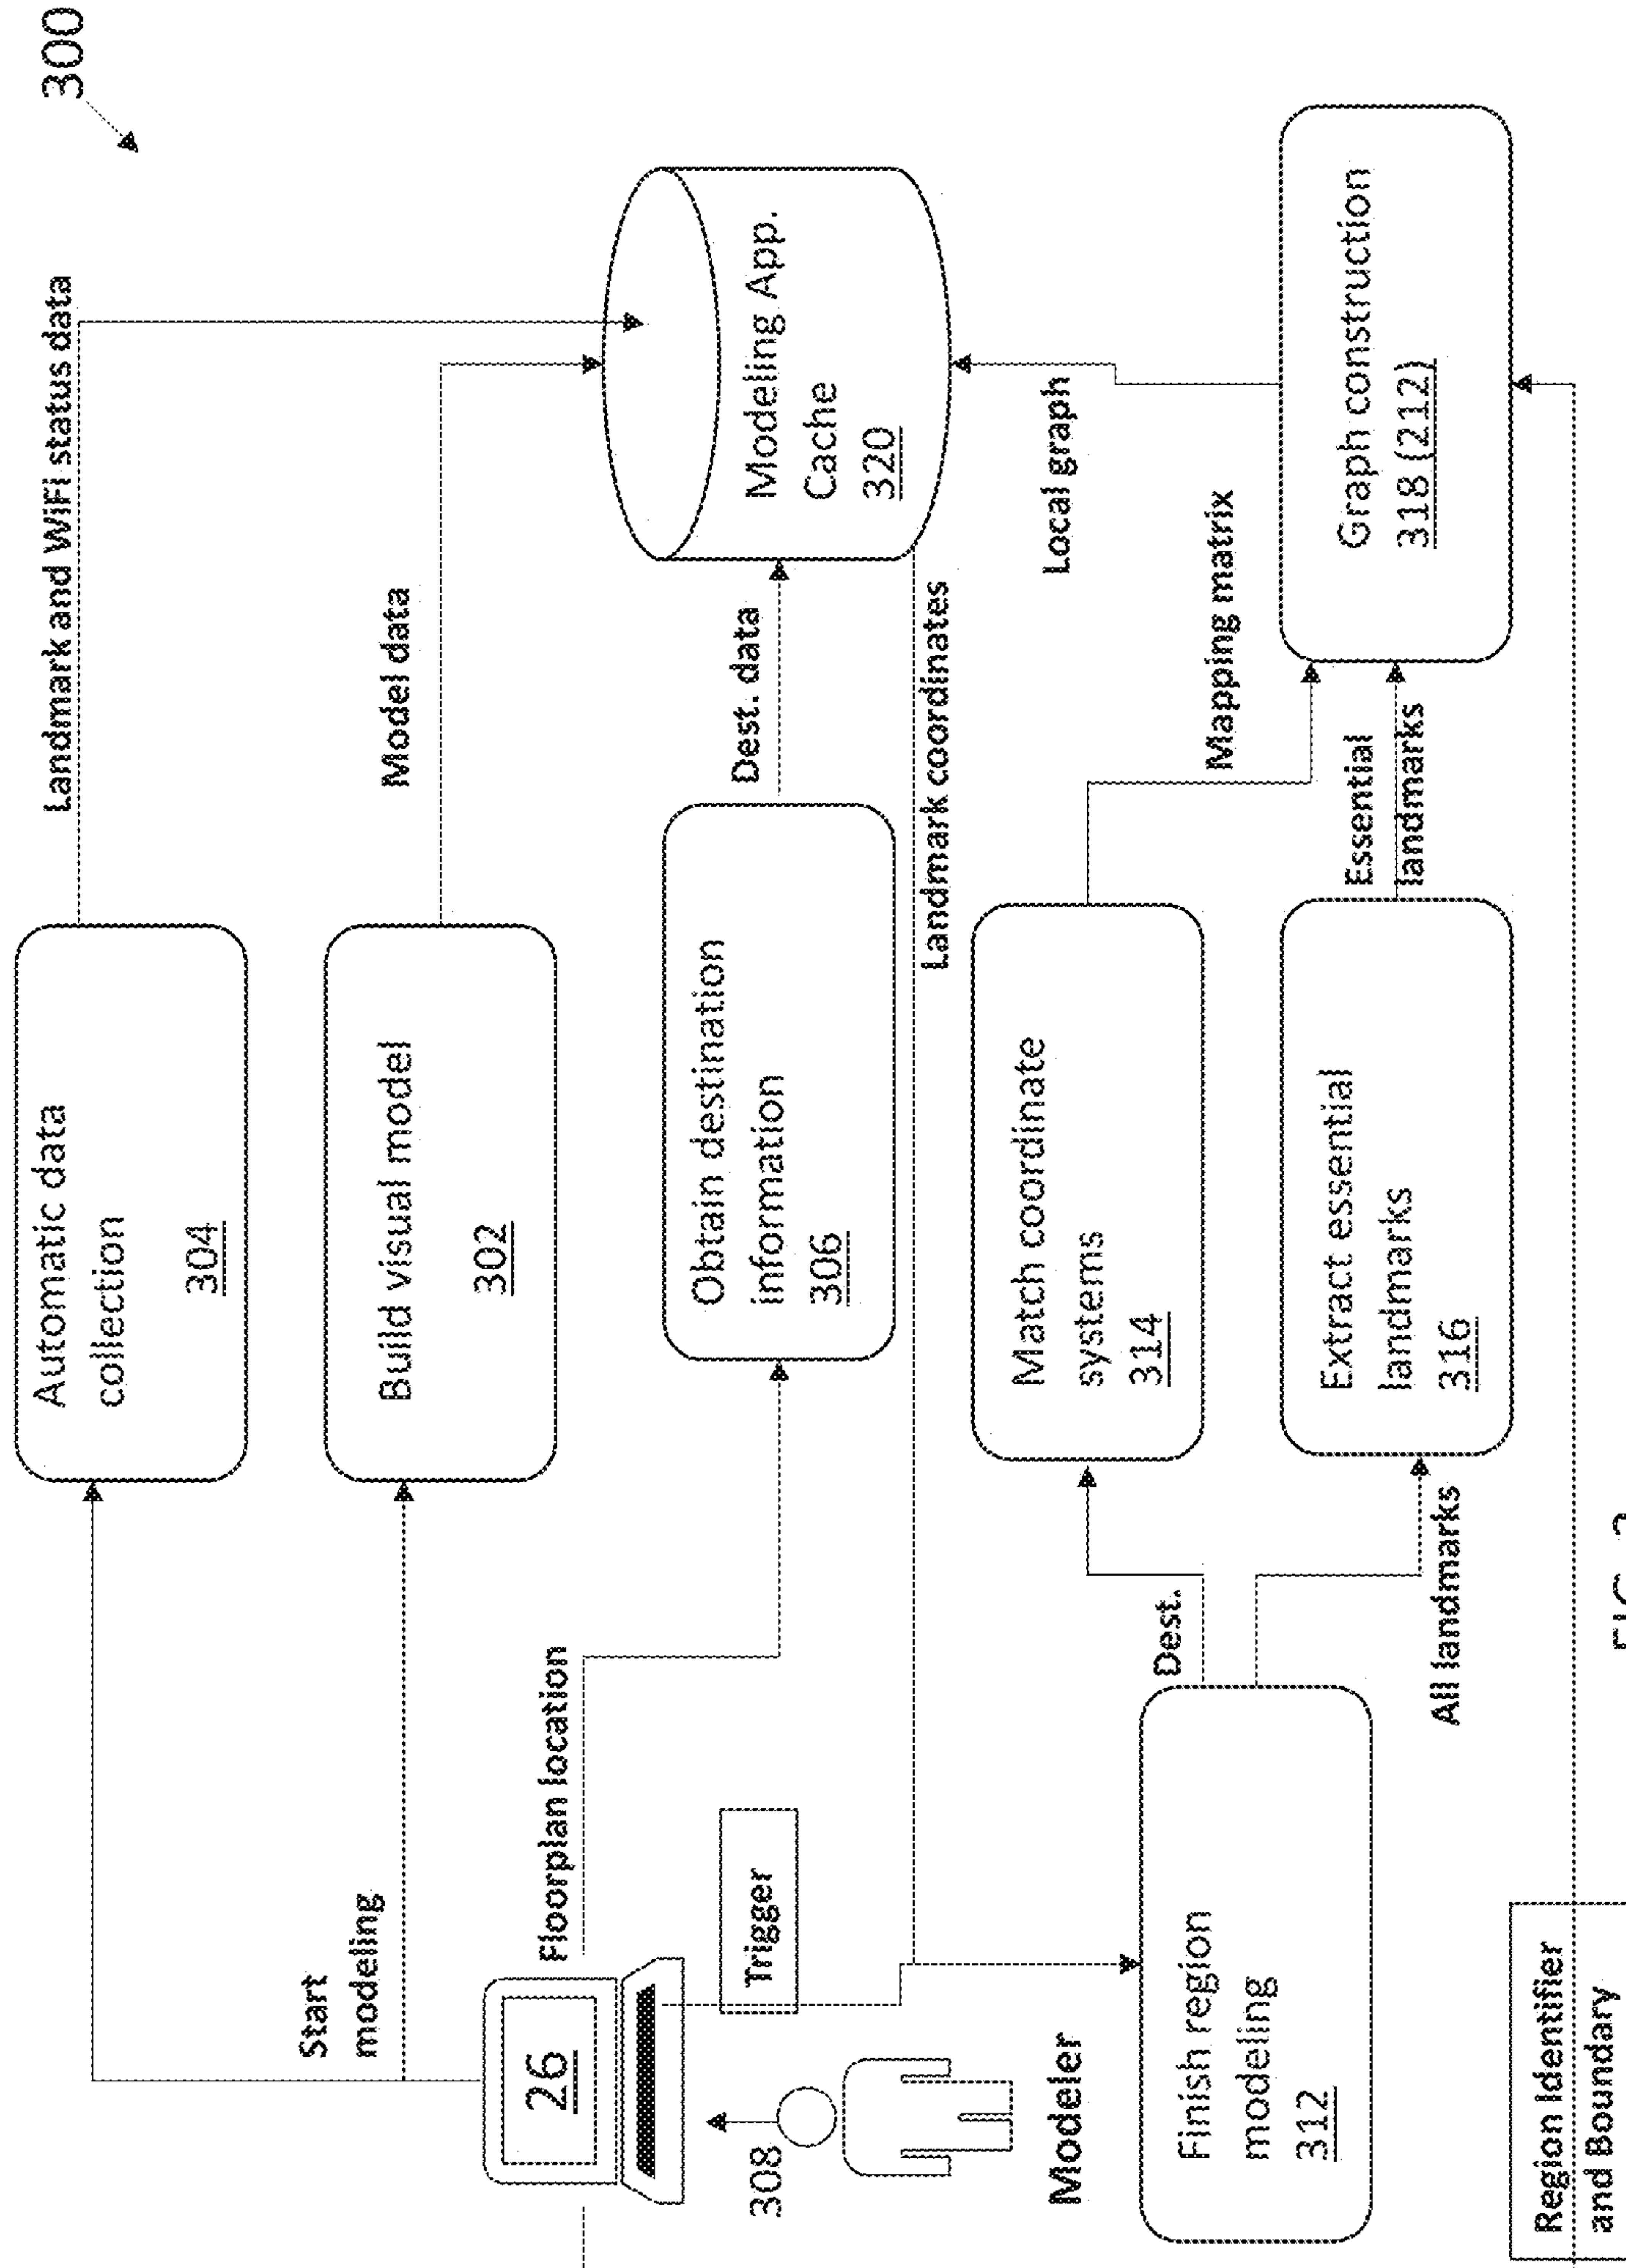 300
Landmark and WiFi status data
Automatic data
collection
304
Start
modeling
Model data
Build visual model
302
26
Floorplan location
Obtain destination
information
306
Dest. data
Modeling App.
Cache
320
308
Trigger
Landmark coordinates
Modeler
Local graph
Match coordinate
systems
314
Mapping matrix
Finish region
modeling
312
Dest.
All landmarks
Extract essential
landmarks
316
Essential
landmarks
Graph construction
318 (212)
Region Identifier
and Boundary